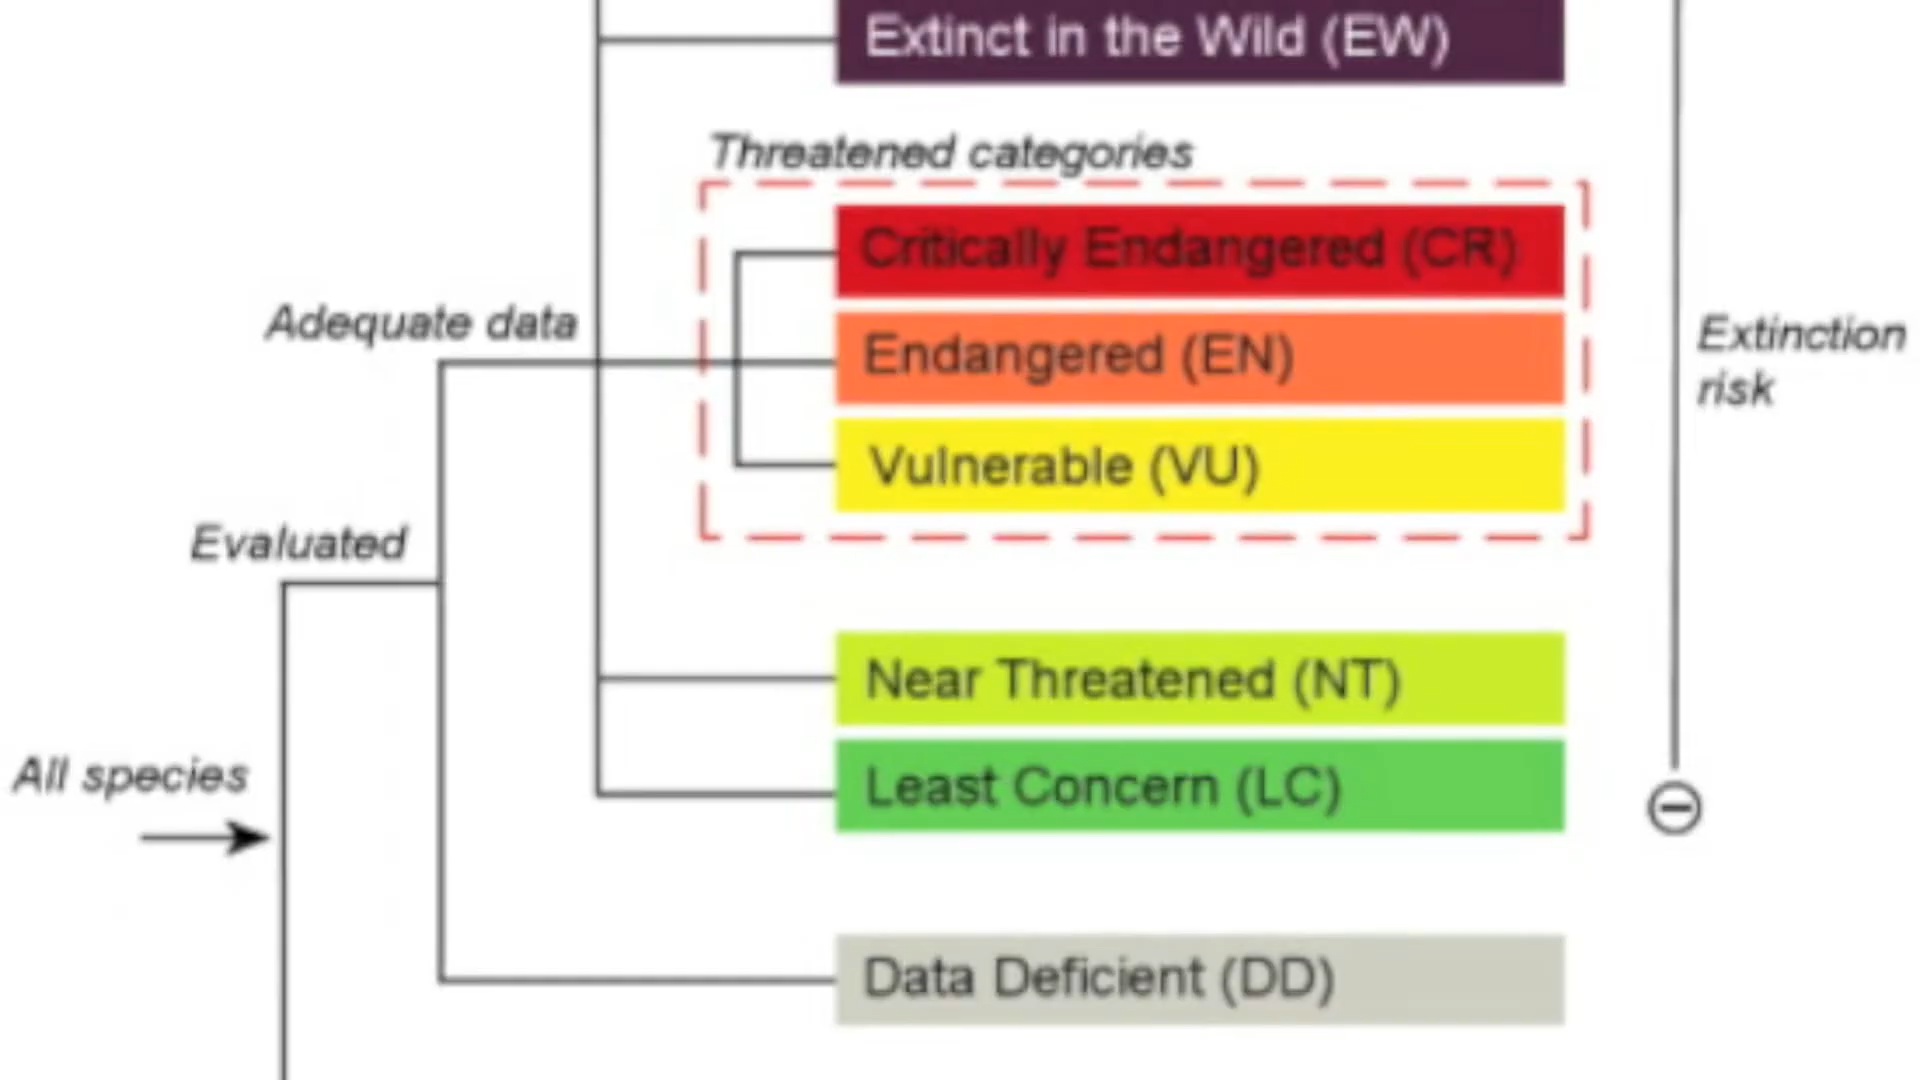 Extinct in the Wild (EW)
Threatened categories
Critically Endangered (CR)
Adequate data
Endangered (EN)
Extinction
risk
Vulnerable (VU)
Evaluated
Near Threatened (NT)
All species
Least Concern (LC)
Data Deficient (DD)